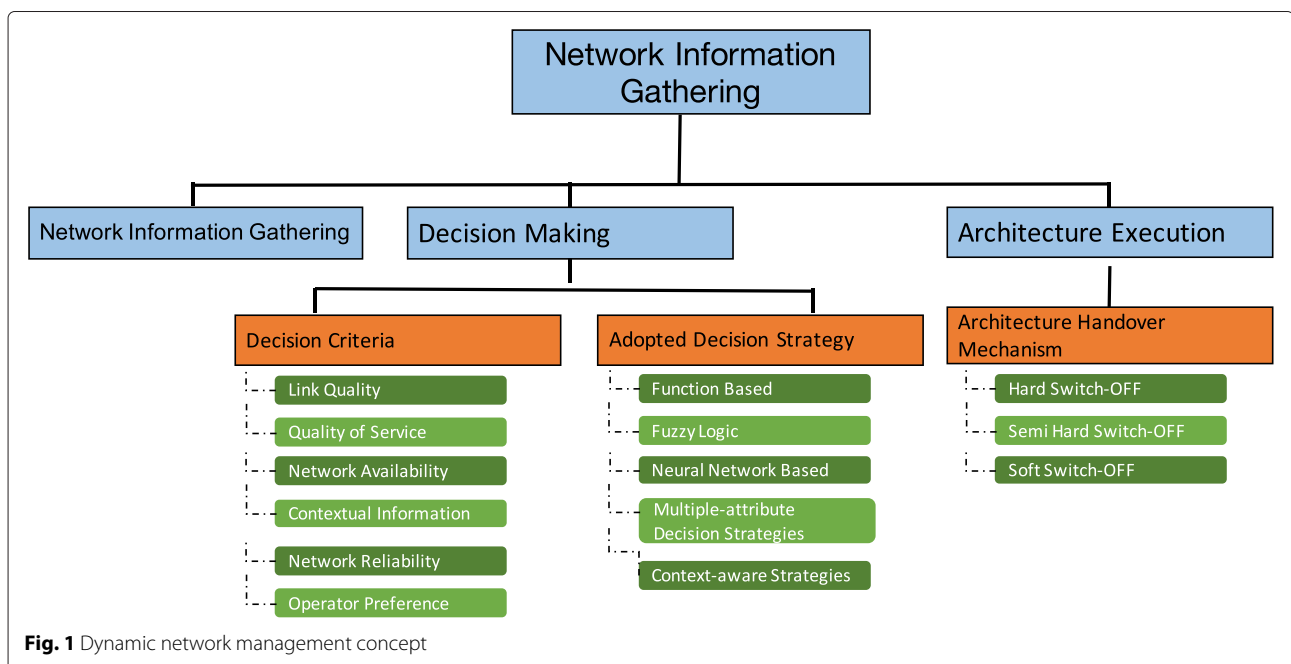 Network Information
Gathering
Network Information Gathering
Decision Making
Architecture Execution
Decision Criteria
Link Quality
Quality of Service
Network Availability
Contextual Information
Network Reliability
Operator Preference
Adopted Decision Strategy
Function Based
Fuzzy Logic
Neural Network Based
Multiple-attribute
Decision Strategies
Context-aware Strategies
Architecture Handover
Mechanism
Hard Switch-OFF
Semi Hard Switch-OFF
Soft Switch-OFF
Fig. 1 Dynamic network management concept